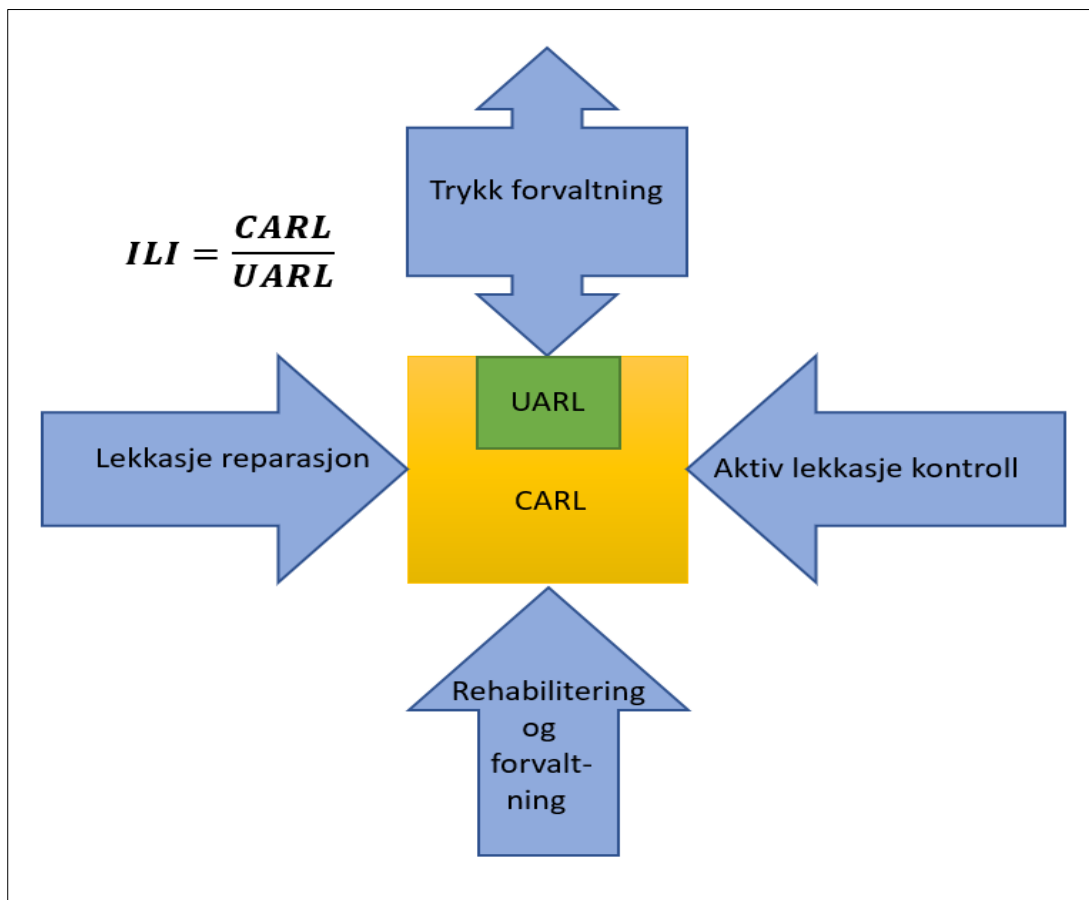 Trykk forvaltning
ILI = CARL / UARL
UARL
Lekkasje reparasjon
Aktiv lekkasje kontroll
CARL
Rehabilitering
og
forvalt-
ning